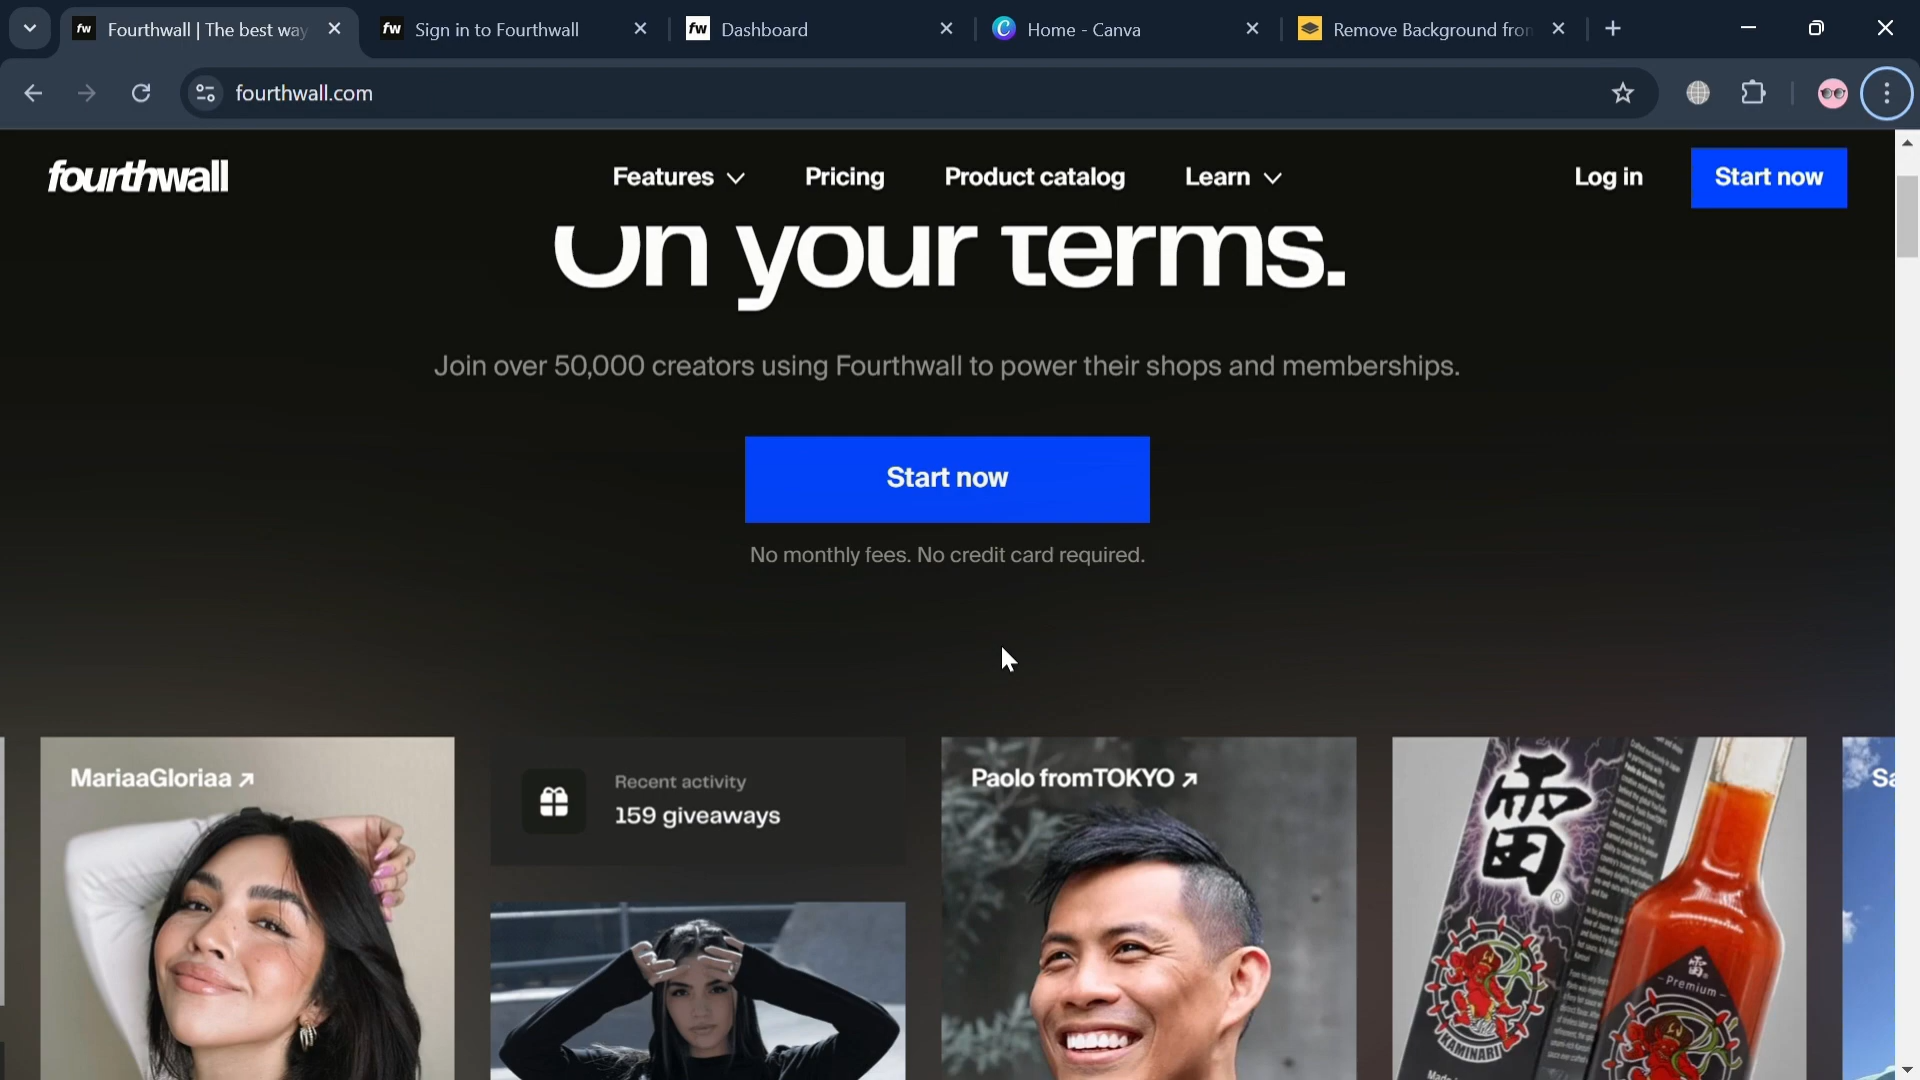 Fourthwall | The best way
Sign in to Fourthwall
Dashboard
Home - Canva
Remove Background from
fourthwall.com
fourthwall
Features
Pricing
Product catalog
Learn
Log in
Start now
On your terms.
Join over 50,000 creators using Fourthwall to power their shops and memberships.
Start now
No monthly fees. No credit card required.
MariaaGloriaa ↗
Recent activity
159 giveaways
Paolo fromTOKYO ↗
雷
®
KAMINARI
Premium